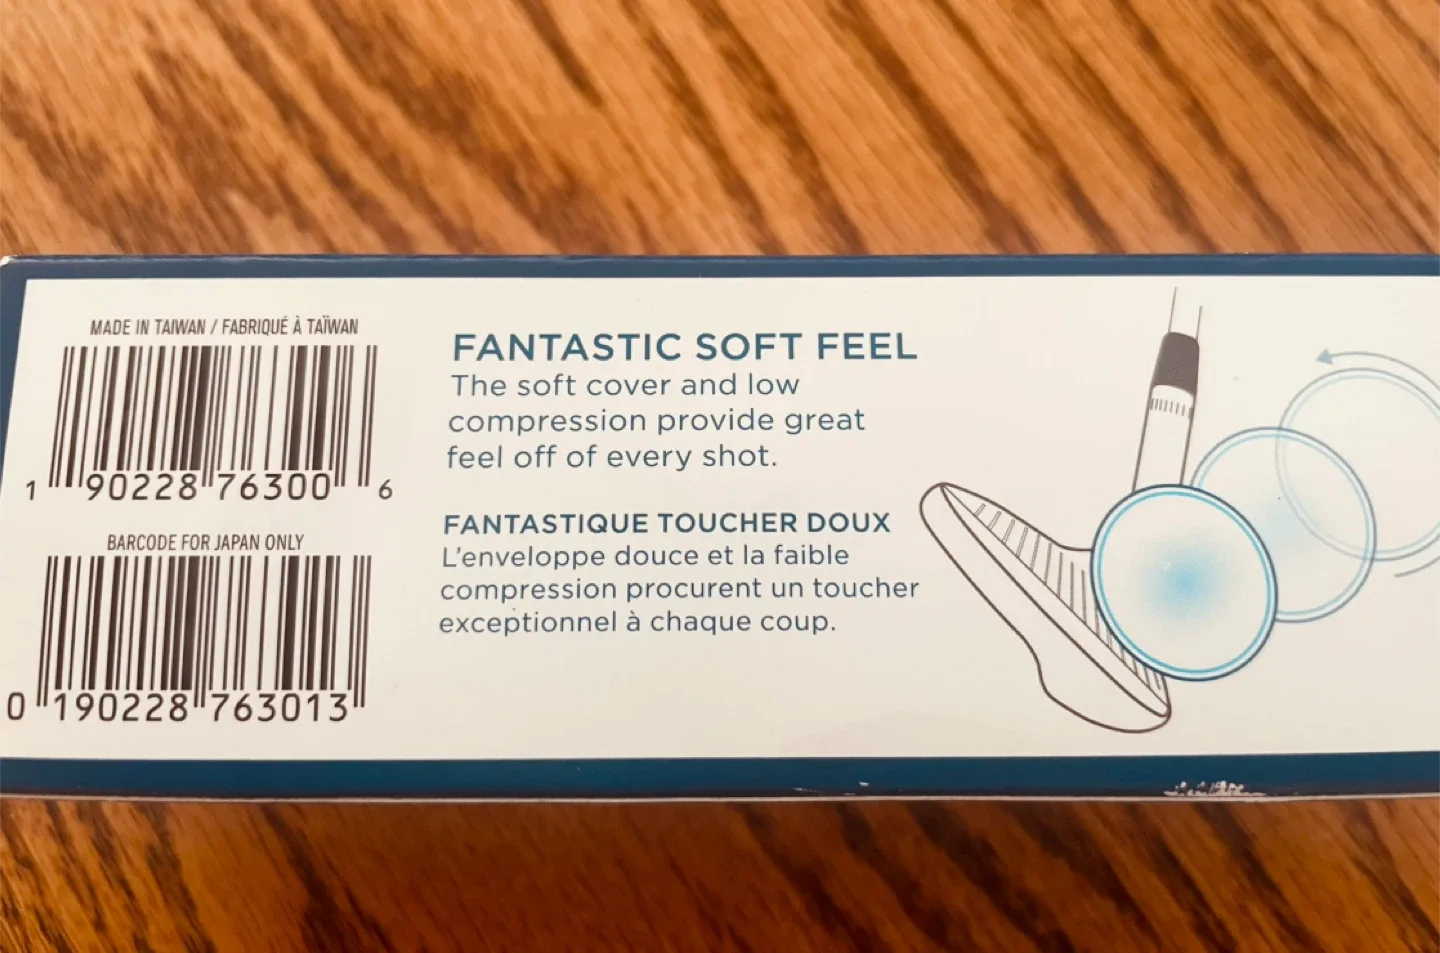 MADE IN TAIWAN / FABRIQUÉ À TAÏWAN
1 90228 76300 6
BARCODE FOR JAPAN ONLY
0 190228 763013
FANTASTIC SOFT FEEL
The soft cover and low
compression provide great
feel off of every shot.
FANTASTIQUE TOUCHER DOUX
L'enveloppe douce et la faible
compression procurent un toucher
exceptionnel à chaque coup.